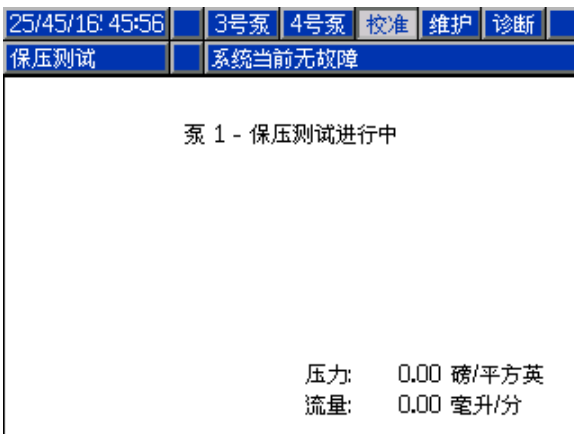 25/45/16! 45:56 3号泵 4号泵 校准 维护 诊断
保压测试 系统当前无故障
泵 1 - 保压测试进行中
压力: 0.00 磅/平方英
流量: 0.00 毫升/分